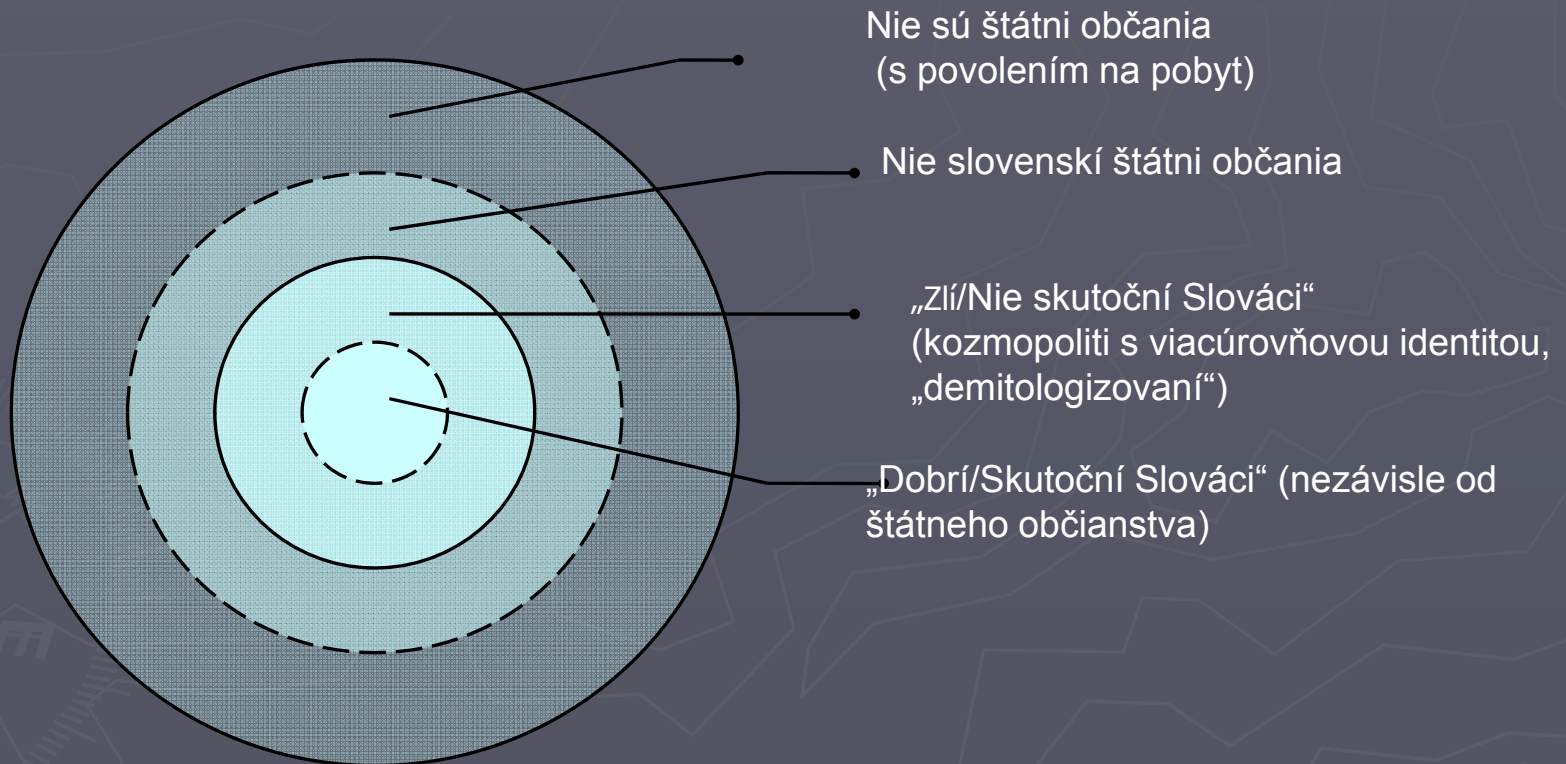 Nie sú štátni občania
(s povolením na pobyt)
Nie slovenskí štátni občania
„Zlí/Nie skutoční Slováci“
(kozmopoliti s viacúrovňovou identitou,
„demitologizovaní“)
„Dobrí/Skutoční Slováci“ (nezávisle od
štátneho občianstva)